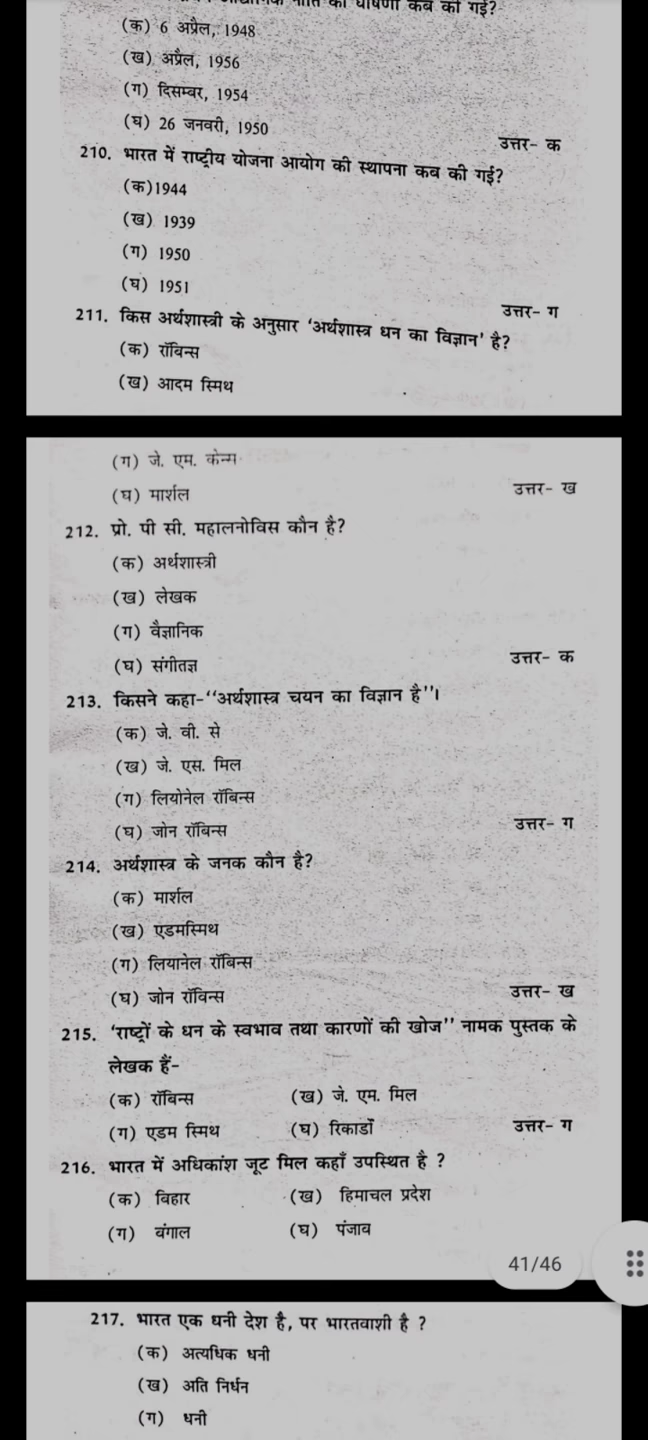 की घोषणा कब की गई?
(क) 6 अप्रैल, 1948
(ख) अप्रैल, 1956
(ग) दिसम्बर, 1954
(घ) 26 जनवरी, 1950
उत्तर- क
210. भारत में राष्ट्रीय योजना आयोग की स्थापना कब की गई?
(क)1944
(ख) 1939
(ग) 1950
(घ) 1951
उत्तर- ग
211. किस अर्थशास्त्री के अनुसार 'अर्थशास्त्र धन का विज्ञान' है?
(क) रॉबिन्स
(ख) आदम स्मिथ
(ग) जे. एम. केन्स
(घ) मार्शल
उत्तर- ख
212. प्रो. पी सी. महालनोविस कौन है?
(क) अर्थशास्त्री
(ख) लेखक
(ग) वैज्ञानिक
(घ) संगीतज्ञ
उत्तर- क
213. किसने कहा-"अर्थशास्त्र चयन का विज्ञान है"।
(क) जे. वी. से
(ख) जे. एस. मिल
(ग) लियोनेल रॉबिन्स
(घ) जोन रॉबिन्स
उत्तर- ग
214. अर्थशास्त्र के जनक कौन है?
(क) मार्शल
(ख) एडमस्मिथ
(ग) लियानेल रॉबिन्स
(घ) जोन रॉविन्स
उत्तर- ख
215. 'राष्ट्रों के धन के स्वभाव तथा कारणों की खोज" नामक पुस्तक के
लेखक हैं-
(क) रॉबिन्स (ख) जे. एम. मिल
(ग) एडम स्मिथ (घ) रिकार्डो उत्तर- ग
216. भारत में अधिकांश जूट मिल कहाँ उपस्थित है ?
(क) विहार (ख) हिमाचल प्रदेश
(ग) वंगाल (घ) पंजाव
41/46
217. भारत एक धनी देश है, पर भारतवाशी है ?
(क) अत्यधिक धनी
(ख) अति निर्धन
(ग) धनी